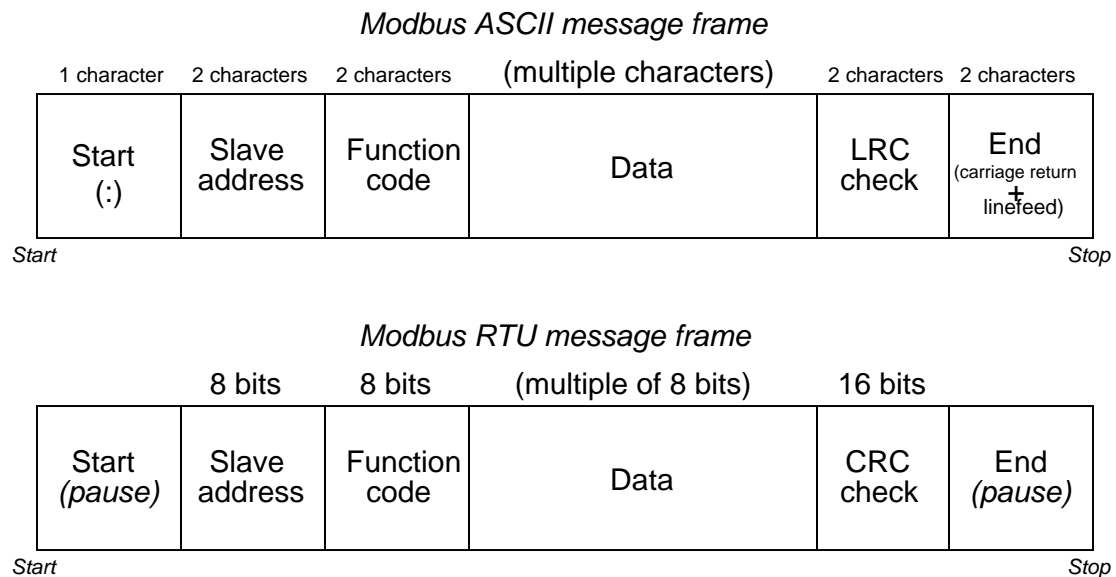 Modbus ASCII message frame
1 character 2 characters 2 characters (multiple characters) 2 characters 2 characters
Start
(:)
Slave
address
Function
code
Data
LRC
check
End
(carriage return
+
linefeed)
Start Stop
Modbus RTU message frame
8 bits 8 bits (multiple of 8 bits) 16 bits
Start
(pause)
Slave
address
Function
code
Data
CRC
check
End
(pause)
Start Stop